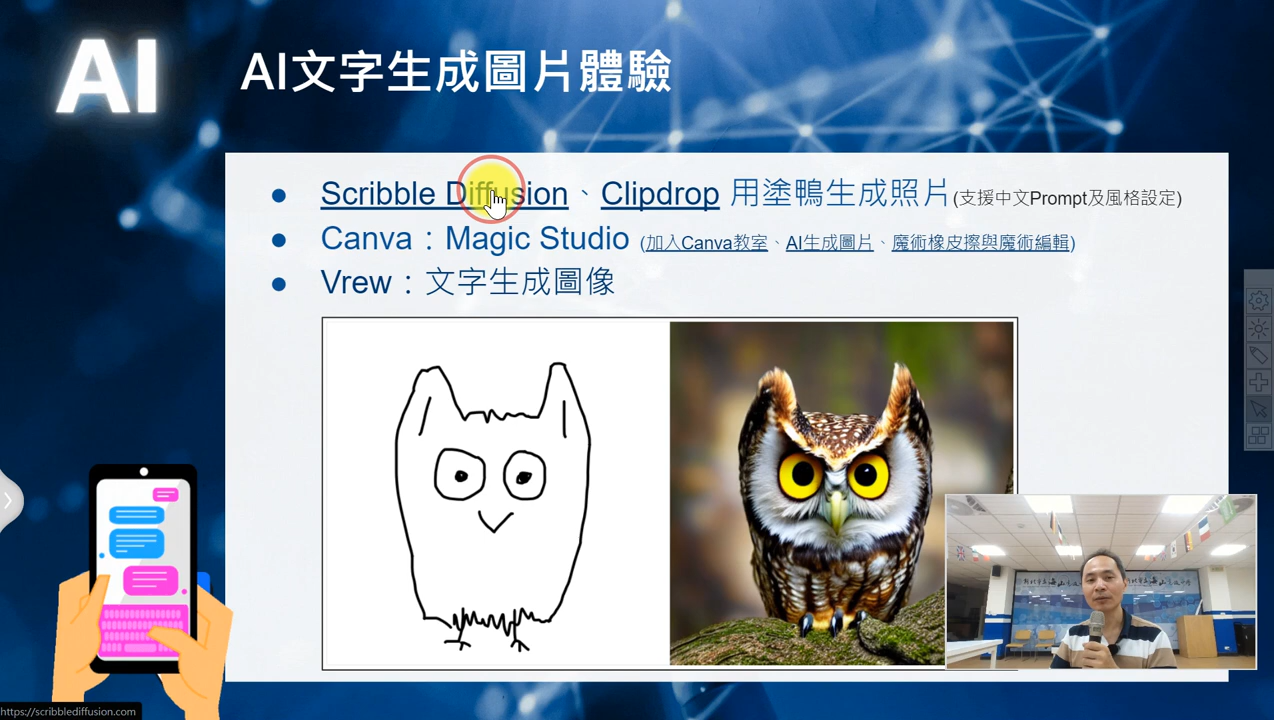 AI
AI文字生成圖片體驗
Scribble Diffusion、Clipdrop 用塗鴨生成照片(支援中文Prompt及風格設定)
Canva：Magic Studio (加入Canva教室、AI生成圖片、魔術橡皮擦與魔術編輯)
Vrew：文字生成圖像
https://scribblediffusion.com